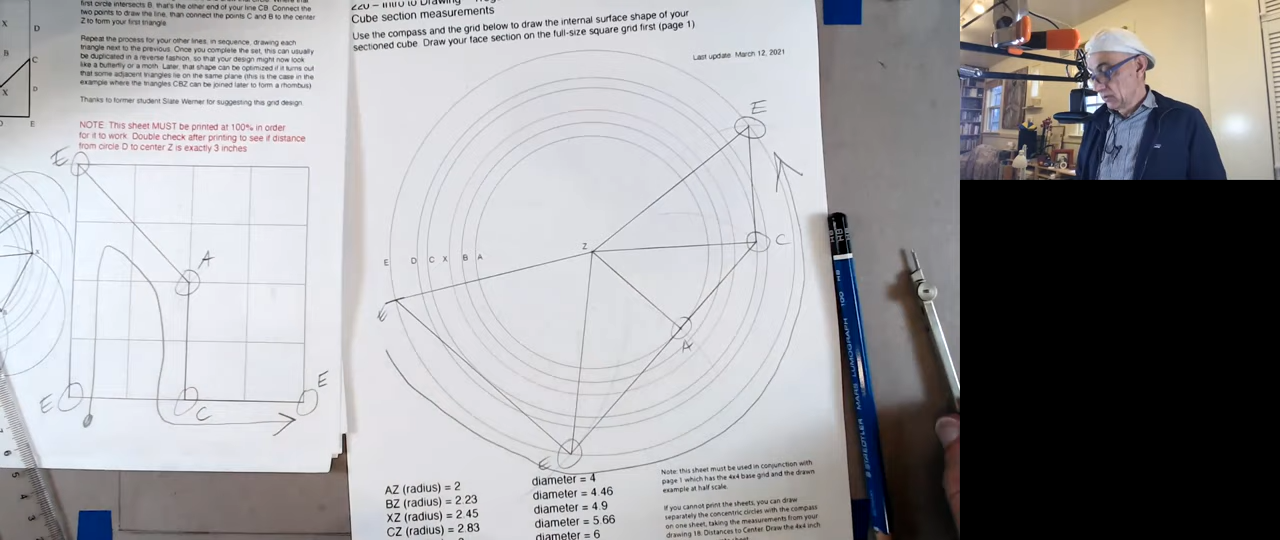 first circle intersects B, that's the other end of your line CB. Connect the
two points to draw the line, than connect the points C and B to the center
Z to form your first triangle.
Repeat the process for your other lines, in sequence, drawing each
triangle next to the previous. Once you complete the set, this can usually
be duplicated in a reverse fashion, so that your design might now look
like a butterfly or a moth. Later, that shape can be optimized if it turns out
that some adjacent triangles lie on the same plane (this is the case in the
example where the triangles CBZ can be joined later to form a rhombus)
Thanks to former student Slate Werner for suggesting this grid design.
NOTE: This sheet MUST be printed at 100% in order
for it to work. Double check after printing to see if distance
from circle D to center Z is exactly 3 inches
X
D
B
C
X
D
E
E
A
E
C
E
220 – Intro to Drawing
Cube section measurements
Use the compass and the grid below to draw the internal surface shape of your
sectioned cube. Draw your face section on the full-size square grid first (page 1)
Last update: March 12, 2021
E
Z
C
E D C X B A
A
E
E
AZ (radius) = 2
BZ (radius) = 2.23
XZ (radius) = 2.45
CZ (radius) = 2.83
diameter = 4
diameter = 4.46
diameter = 4.9
diameter = 5.66
diameter = 6
Note: this sheet must be used in conjunction with
page 1 which has the 4x4 base grid and the drawn
example at half scale.
If you cannot print the sheets, you can draw
separately the concentric circles with the compass
on one sheet, taking the measurements from your
drawing 1B: Distances to Center. Draw the 4x4 inch
STAEDTLER MARS LUMOGRAPH 100
8H
6
5
4
3